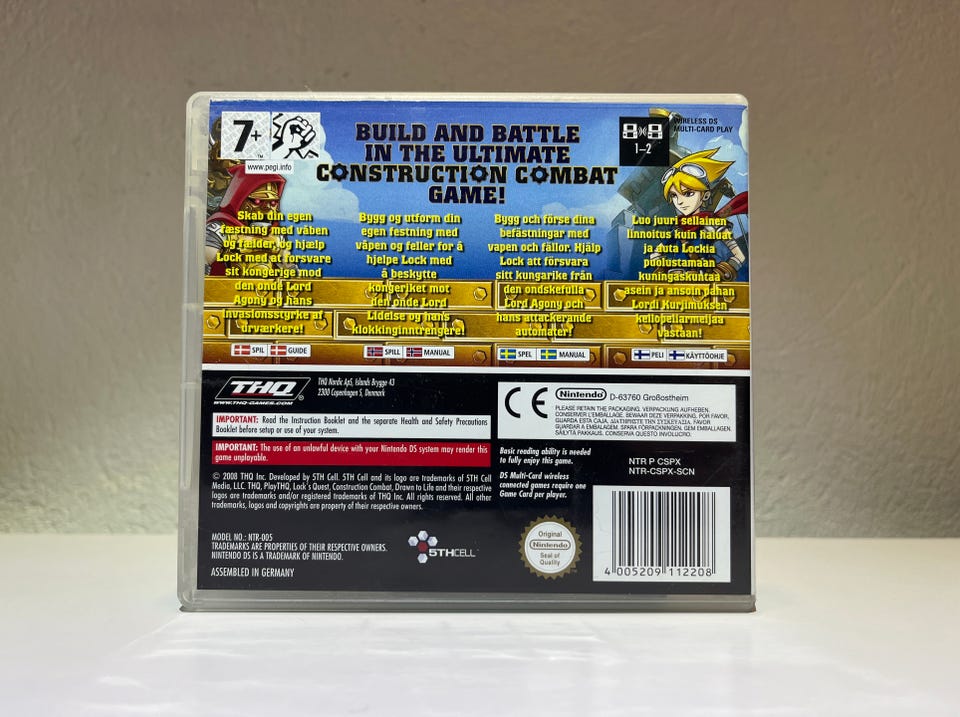 7+
www.pegi.info
BUILD AND BATTLE
IN THE ULTIMATE
CONSTRUCTION COMBAT
GAME!
1-2
WIRELESS DS
MULTI-CARD PLAY
Skab din egen
fæstning med våben
og fælder, og hjælp
Lock med at forsvare
sit kongerige mod
den onde Lord
Agony og hans
invasionsstyrke af
urværkere!
Bygg og utform din
egen festning med
våpen og feller for å
hjelpe Lock med
å beskytte
kongeriket mot
den onde Lord
Lidelse og hans
klokkinginntrengere!
Bygg och förse dina
befästningar med
vapen och fällor. Hjälp
Lock att försvara
sitt kungarike från
den ondskefulla
Lord Agony och
hans attackerande
automater!
Luo juuri sellainen
linnoitus kuin haluat
ja auta Lockia
puolustamaan
kuningaskuntaa
asein ja ansoin pahan
Lordi Kurjimuksen
kellopeliarmeijaa
vastaan!
SPIL GUIDE
SPILL MANUAL
SPEL MANUAL
PELI KÄYTTÖOHJE
THQ
WWW.THQ-GAMES.COM
THQ Nordic ApS, Islands Brygge 43
2300 Copenhagen S, Denmark
CE Nintendo D-63760 Großostheim
PLEASE RETAIN THE PACKAGING. VERPACKUNG AUFHEBEN.
CONSERVER L'EMBALLAGE. BEWAAR DEZE VERPAKKING. POR FAVOR,
GUARDA ESTA CAJA. ΔΙΑΤΗΡΗΣΤΕ ΤΗΝ ΣΥΣΚΕΥΑΣΙΑ. FAVOR
GUARDAR A EMBALAGEM. SPARA FÖRPACKNINGEN. GEM EMBALLAGEN.
SÄILYTÄ PAKKAUS. CONSERVA QUESTO INVOLUCRO.
IMPORTANT: Read the Instruction Booklet and the separate Health and Safety Precautions
Booklet before setup or use of your system.
IMPORTANT: The use of an unlawful device with your Nintendo DS system may render this
game unplayable.
© 2008 THQ Inc. Developed by 5TH Cell. 5TH Cell and its logo are trademarks of 5TH Cell
Media, LLC. THQ, PlayTHQ, Lock's Quest, Construction Combat, Drawn to Life and their respective
logos are trademarks and/or registered trademarks of THQ Inc. All rights reserved. All other
trademarks, logos and copyrights are property of their respective owners.
Basic reading ability is needed
to fully enjoy this game.
DS Multi-Card wireless
connected games require one
Game Card per player.
NTR P CSPX
NTR-CSPX-SCN
MODEL NO.: NTR-005
TRADEMARKS ARE PROPERTIES OF THEIR RESPECTIVE OWNERS.
NINTENDO DS IS A TRADEMARK OF NINTENDO.
ASSEMBLED IN GERMANY
5TH CELL
Original
Nintendo
Seal of
Quality
4 005209 112208